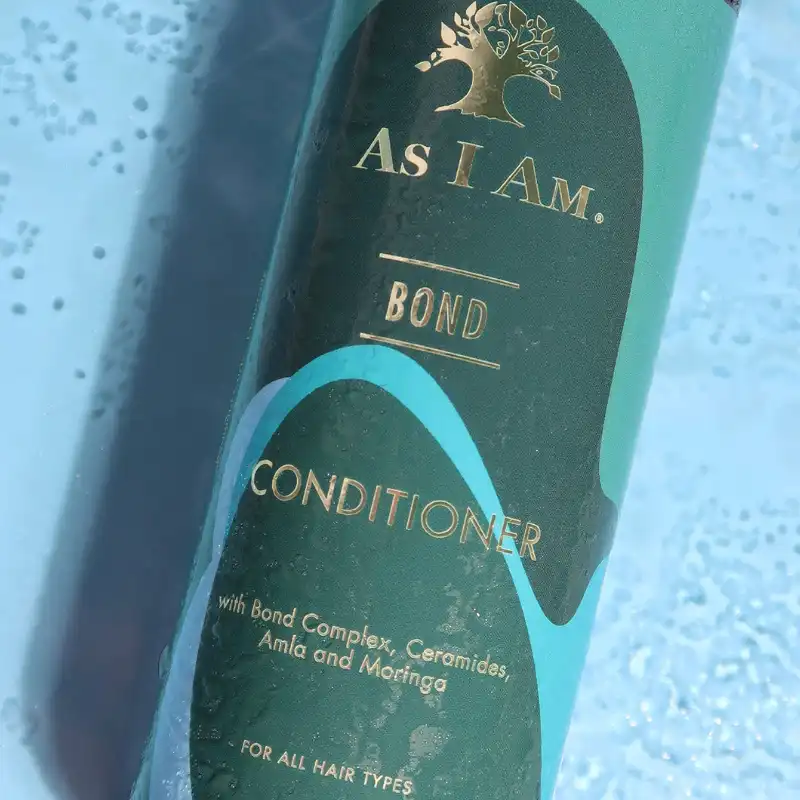 As I Am®
BOND
CONDITIONER
with Bond Complex, Ceramides,
Amla and Moringa
FOR ALL HAIR TYPES